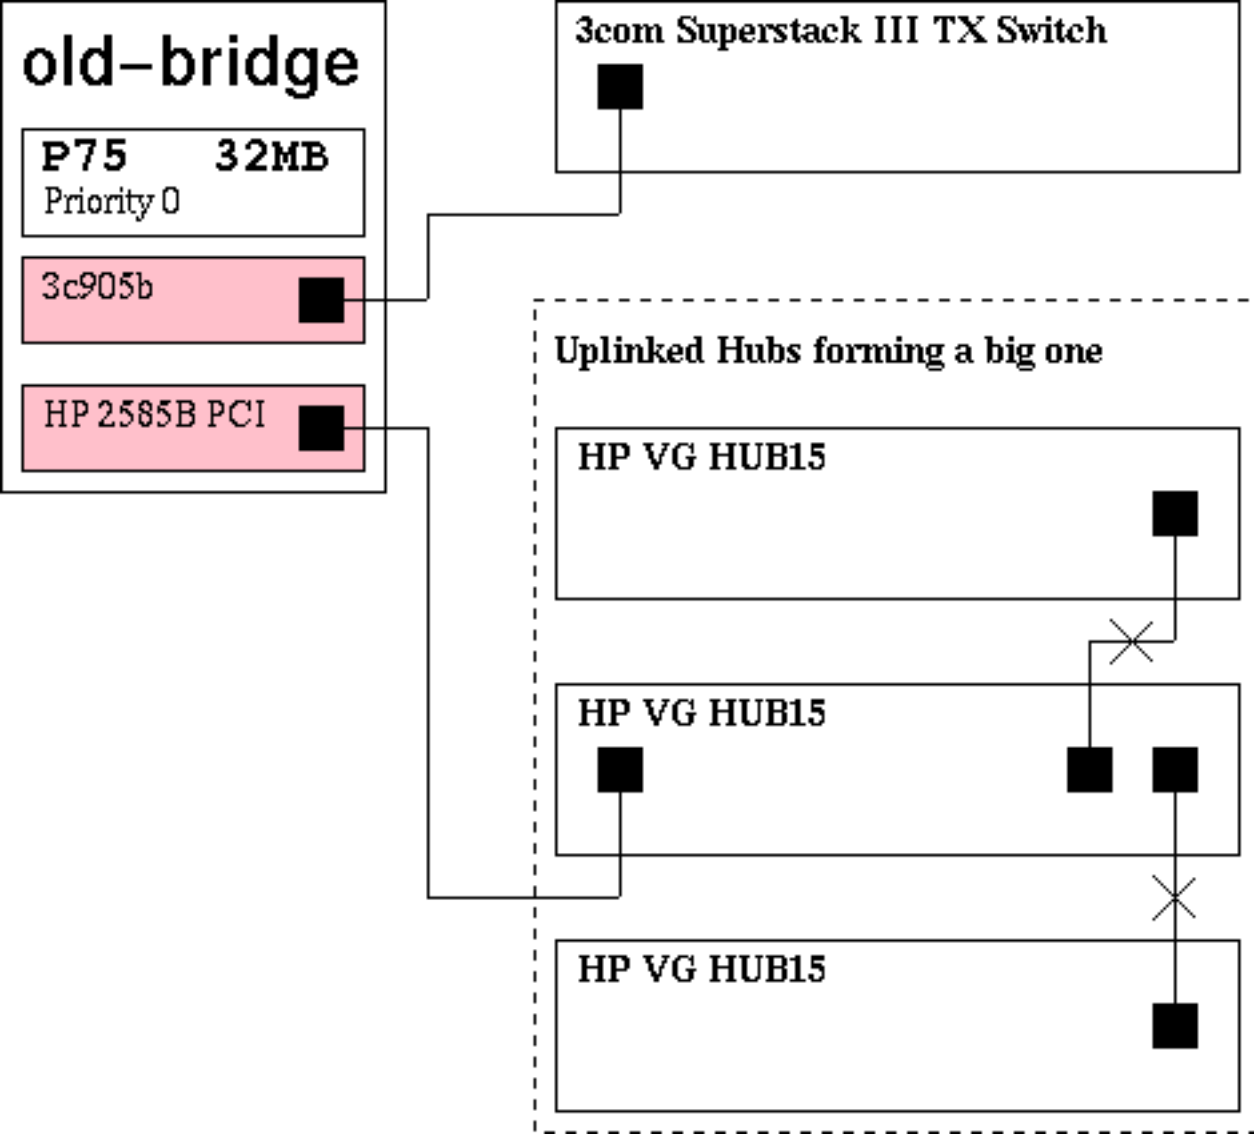 old-bridge
P75 32MB
Priority 0
3c905b
HP 2585B PCI
3com Superstack III TX Switch
Uplinked Hubs forming a big one
HP VG HUB15
HP VG HUB15
HP VG HUB15